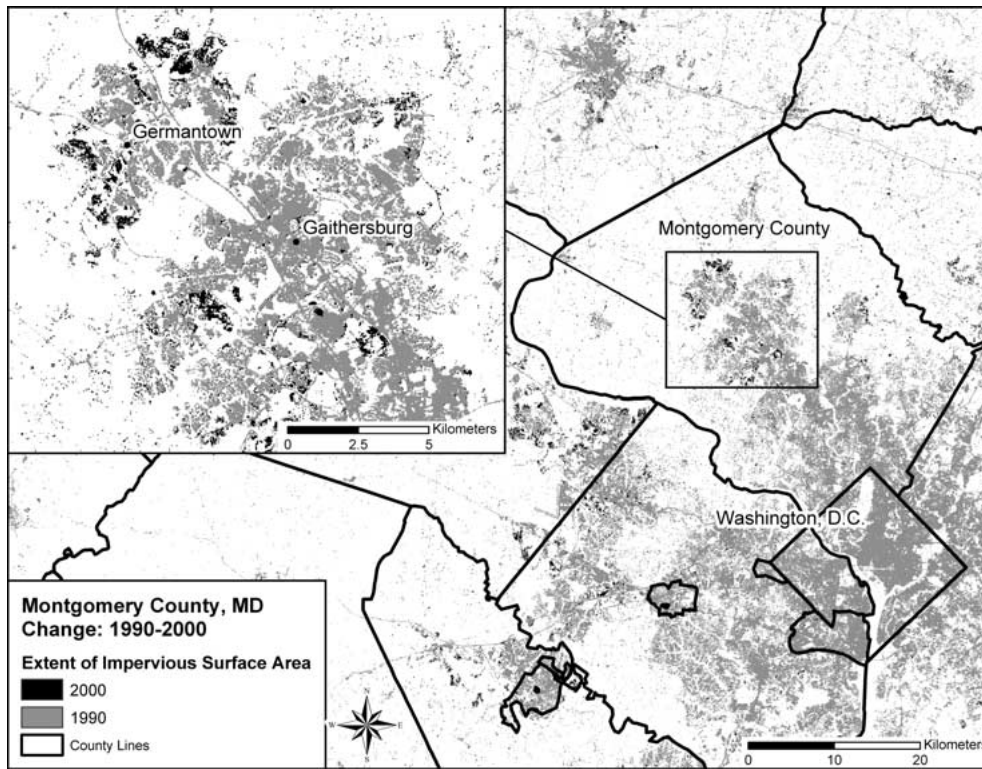 Germantown
Gaithersburg
Kilometers
0 2.5 5
Montgomery County
Washington, D.C.
Montgomery County, MD
Change: 1990-2000
Extent of Impervious Surface Area
2000
1990
County Lines
N
W E
S
Kilometers
0 10 20